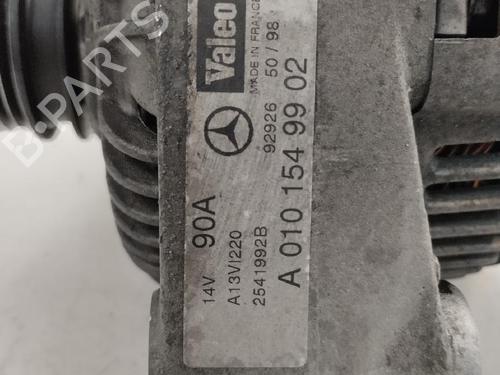 Valeo
MADE IN FRANCE
92926 50 / 98
14V 90A
A13VI220
2541992B
A 010 154 99 02
B-PARTS